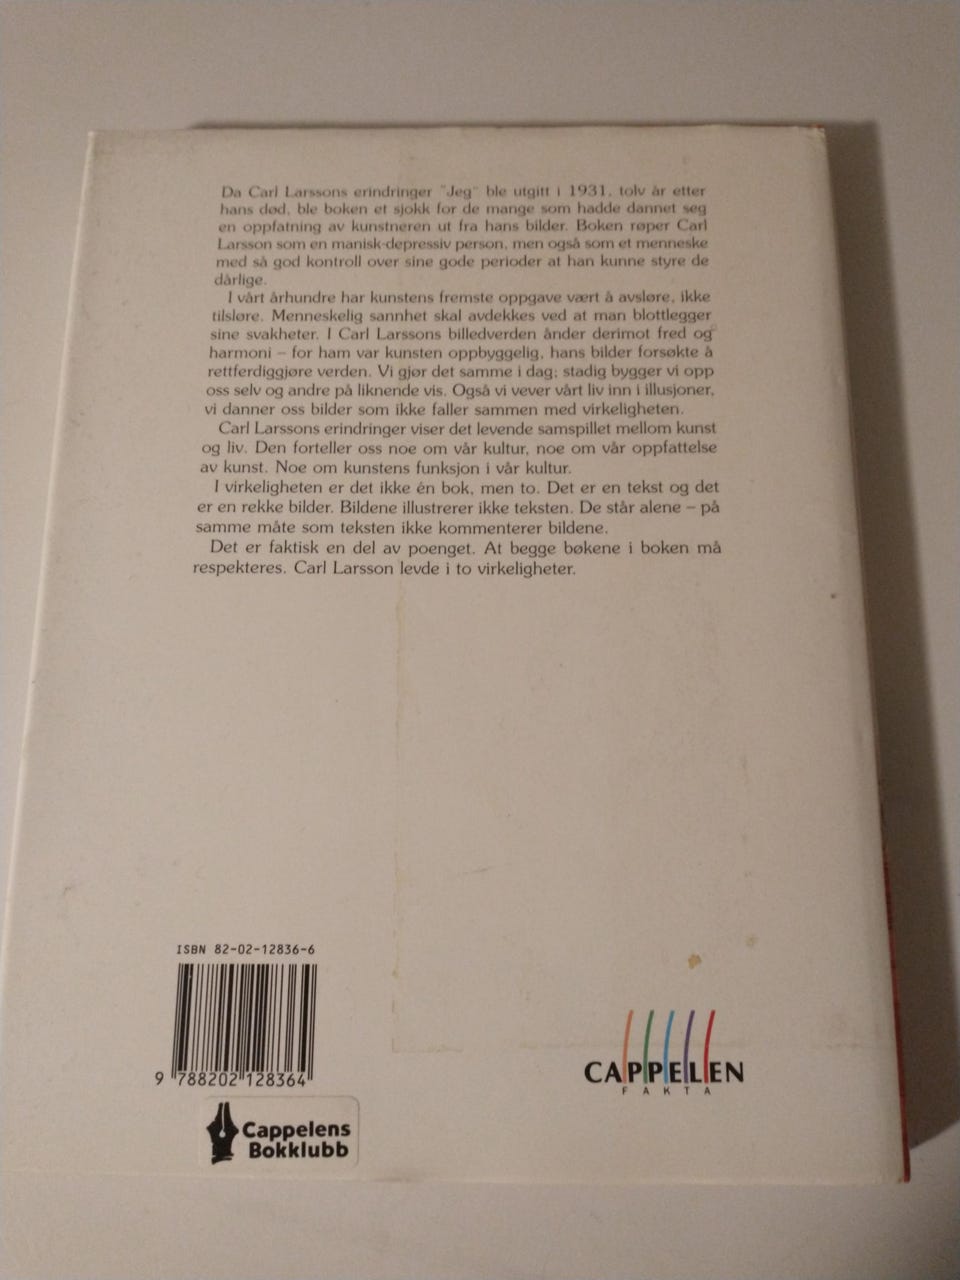 Da Carl Larssons erindringer "Jeg" ble utgitt i 1931, tolv år etter
hans død, ble boken et sjokk for de mange som hadde dannet seg
en oppfatning av kunstneren ut fra hans bilder. Boken røper Carl
Larsson som en manisk-depressiv person, men også som et menneske
med så god kontroll over sine gode perioder at han kunne styre de
dårlige.
I vårt århundre har kunstens fremste oppgave vært å avsløre, ikke
tilsløre. Menneskelig sannhet skal avdekkes ved at man blottlegger
sine svakheter. I Carl Larssons billedverden ånder derimot fred og
harmoni – for ham var kunsten oppbyggelig, hans bilder forsøkte å
rettferdiggjøre verden. Vi gjør det samme i dag; stadig bygger vi opp
oss selv og andre på liknende vis. Også vi vever vårt liv inn i illusjoner,
vi danner oss bilder som ikke faller sammen med virkeligheten.
Carl Larssons erindringer viser det levende samspillet mellom kunst
og liv. Den forteller oss noe om vår kultur, noe om vår oppfattelse
av kunst. Noe om kunstens funksjon i vår kultur.
I virkeligheten er det ikke én bok, men to. Det er en tekst og det
er en rekke bilder. Bildene illustrerer ikke teksten. De står alene – på
samme måte som teksten ikke kommenterer bildene.
Det er faktisk en del av poenget. At begge bøkene i boken må
respekteres. Carl Larsson levde i to virkeligheter.
ISBN 82-02-12836-6
9 788202 128364
CAPPELEN
FAKTA
Cappelens
Bokklubb